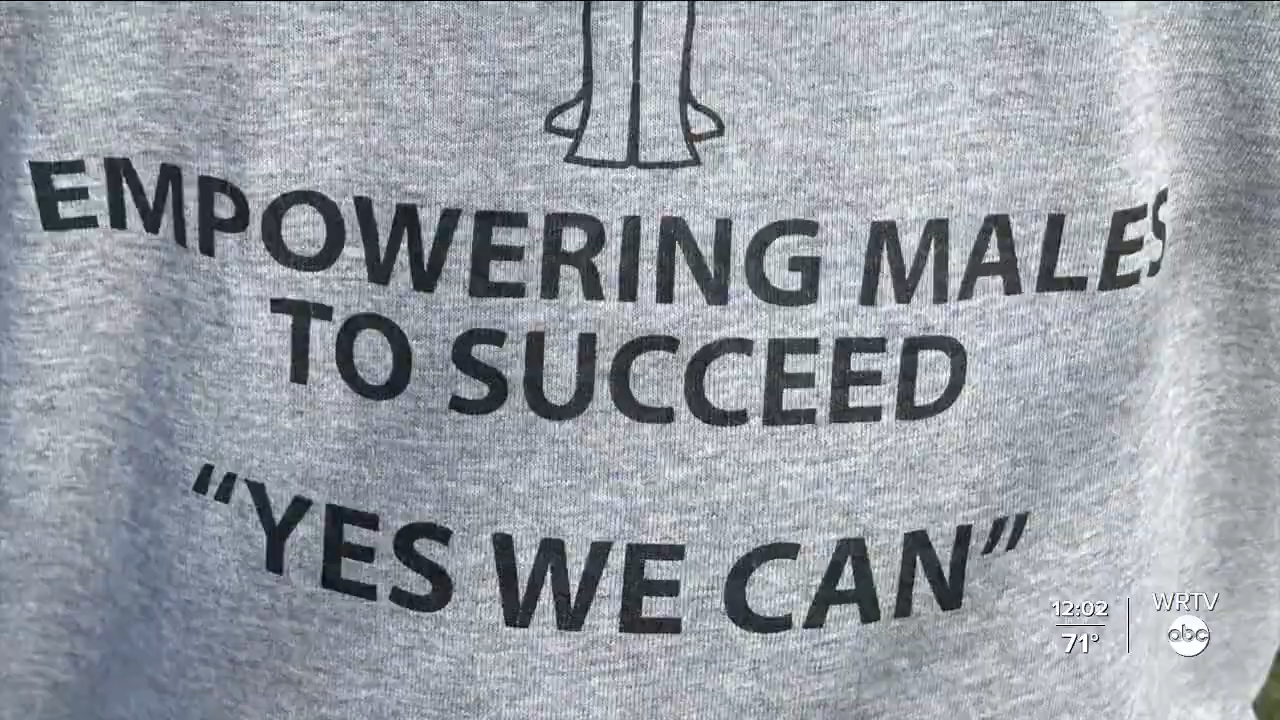 EMPOWERING MALES
TO SUCCEED
“YES WE CAN”
12:02
71°
WRTV
abc